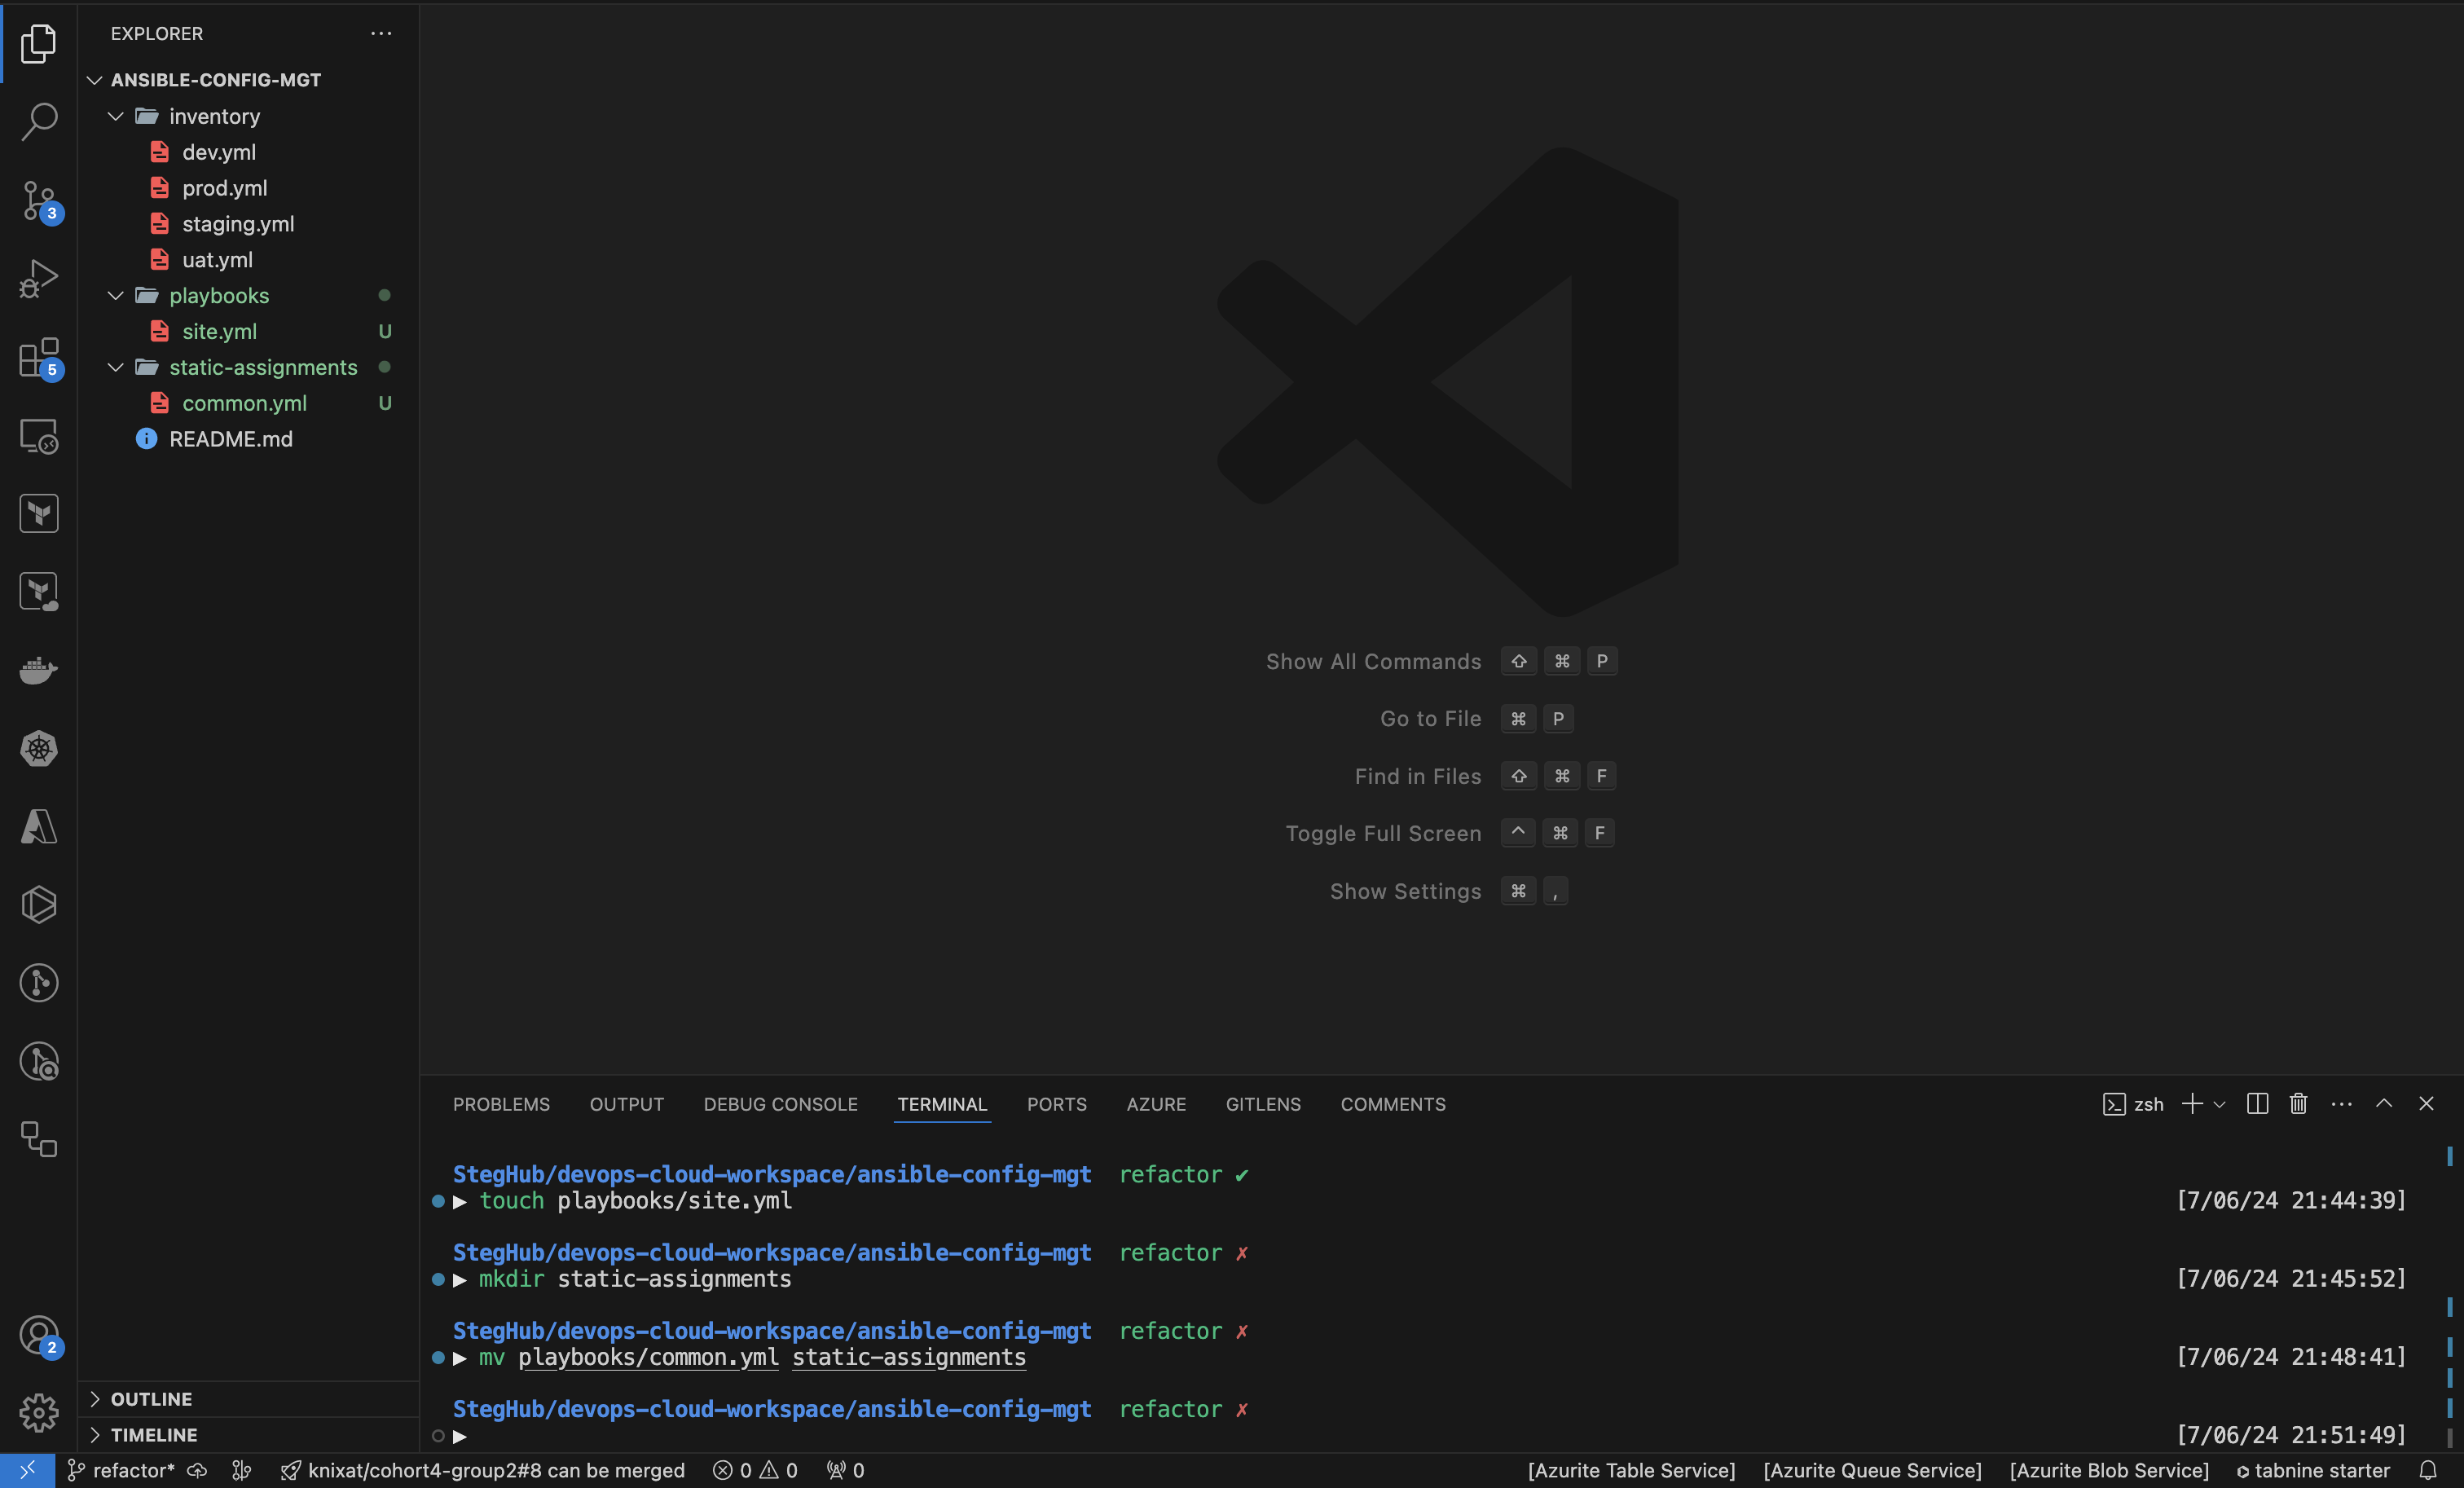 EXPLORER
ANSIBLE-CONFIG-MGT
inventory
dev.yml
prod.yml
staging.yml
uat.yml
playbooks
site.yml U
static-assignments
common.yml U
README.md
OUTLINE
TIMELINE
3
5
2
Show All Commands ⇧ ⌘ P
Go to File ⌘ P
Find in Files ⇧ ⌘ F
Toggle Full Screen ^ ⌘ F
Show Settings ⌘ ,
PROBLEMS OUTPUT DEBUG CONSOLE TERMINAL PORTS AZURE GITLENS COMMENTS zsh
StegHub/devops-cloud-workspace/ansible-config-mgt refactor ✔
▶ touch playbooks/site.yml [7/06/24 21:44:39]
StegHub/devops-cloud-workspace/ansible-config-mgt refactor ✗
▶ mkdir static-assignments [7/06/24 21:45:52]
StegHub/devops-cloud-workspace/ansible-config-mgt refactor ✗
▶ mv playbooks/common.yml static-assignments [7/06/24 21:48:41]
StegHub/devops-cloud-workspace/ansible-config-mgt refactor ✗
▶ [7/06/24 21:51:49]
refactor* knixat/cohort4-group2#8 can be merged 0 0 0 [Azurite Table Service] [Azurite Queue Service] [Azurite Blob Service] tabnine starter